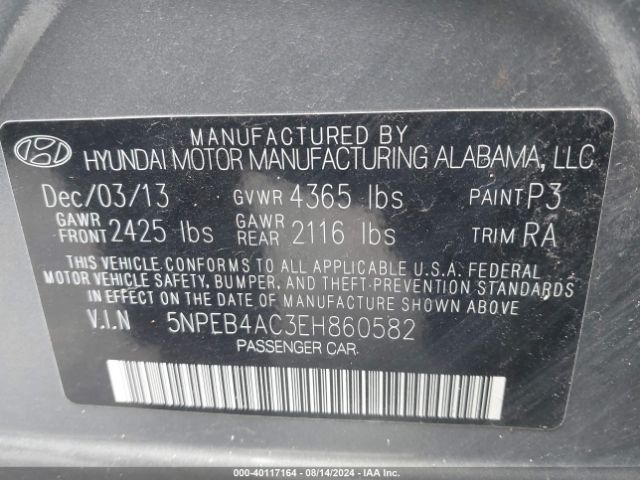 MANUFACTURED BY
HYUNDAI MOTOR MANUFACTURING ALABAMA, LLC
Dec/03/13 GVWR 4365 lbs PAINT P3
GAWR FRONT 2425 lbs GAWR REAR 2116 lbs TRIM RA
THIS VEHICLE CONFORMS TO ALL APPLICABLE U.S.A. FEDERAL
MOTOR VEHICLE SAFETY, BUMPER, AND THEFT-PREVENTION STANDARDS
IN EFFECT ON THE DATE OF MANUFACTURE SHOWN ABOVE.
V.I.N 5NPEB4AC3EH860582
PASSENGER CAR
000-40117164 - 08/14/2024 - IAA Inc.